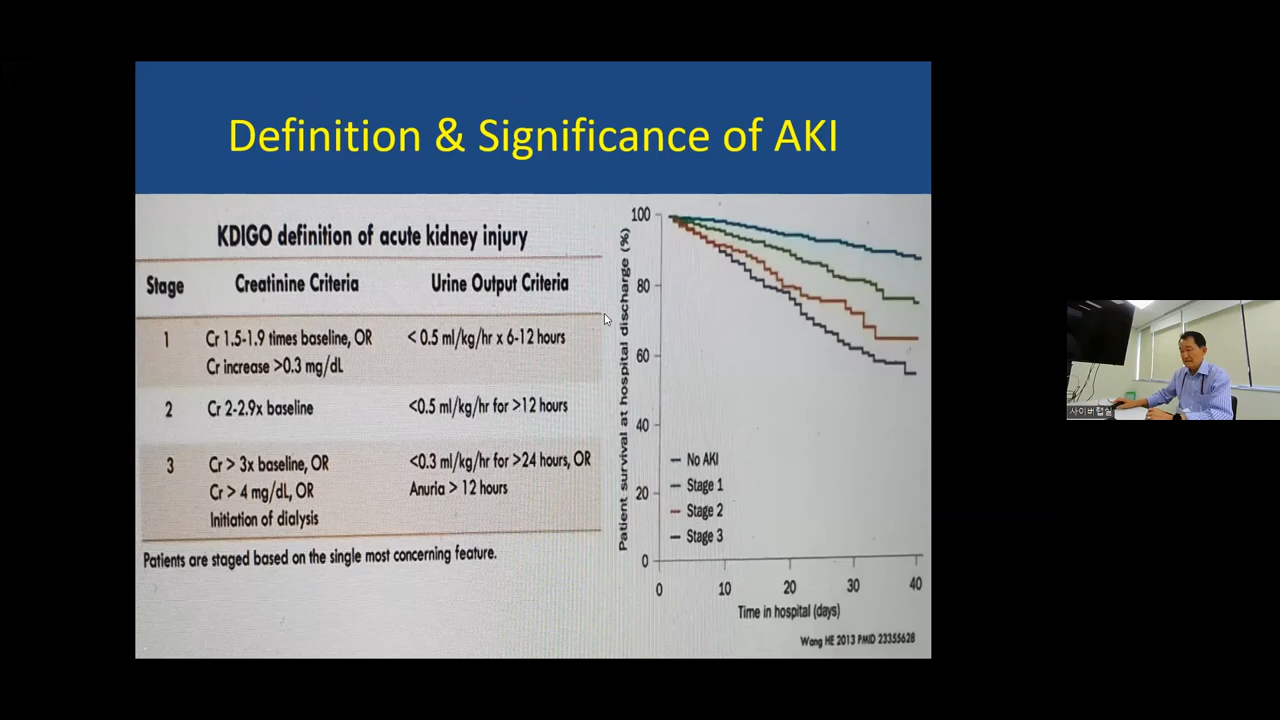 Definition & Significance of AKI
KDIGO definition of acute kidney injury
Stage Creatinine Criteria Urine Output Criteria
1 Cr 1.5-1.9 times baseline, OR < 0.5 ml/kg/hr x 6-12 hours
Cr increase >0.3 mg/dL
2 Cr 2-2.9x baseline <0.5 ml/kg/hr for >12 hours
3 Cr > 3x baseline, OR <0.3 ml/kg/hr for >24 hours, OR
Cr > 4 mg/dL, OR Anuria > 12 hours
Initiation of dialysis
Patients are staged based on the single most concerning feature.
Patient survival at hospital discharge (%)
100
80
60
40
20
0
No AKI
Stage 1
Stage 2
Stage 3
0 10 20 30 40
Time in hospital (days)
Wang HE 2013 PMID 23355628
사이버랩실